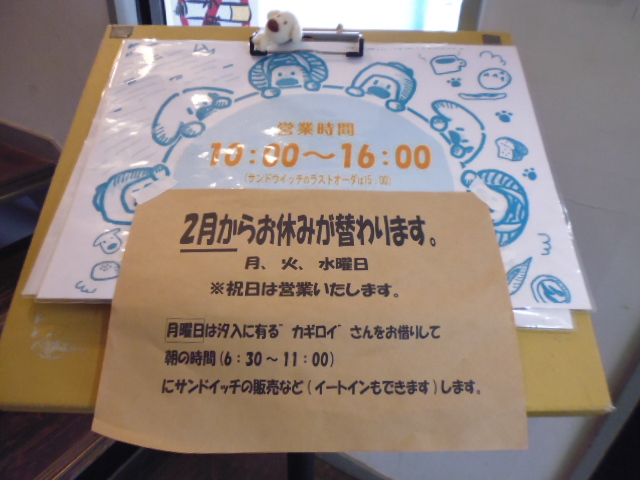 営業時間
10:00～16:00
(サンドウイッチのラストオーダは15:00)
2月からお休みが替わります。
月、火、水曜日
※祝日は営業いたします。
月曜日は汐入に有る゛カギロイ゛さんをお借りして
朝の時間(6:30～11:00)
にサンドイッチの販売など(イートインもできます)します。